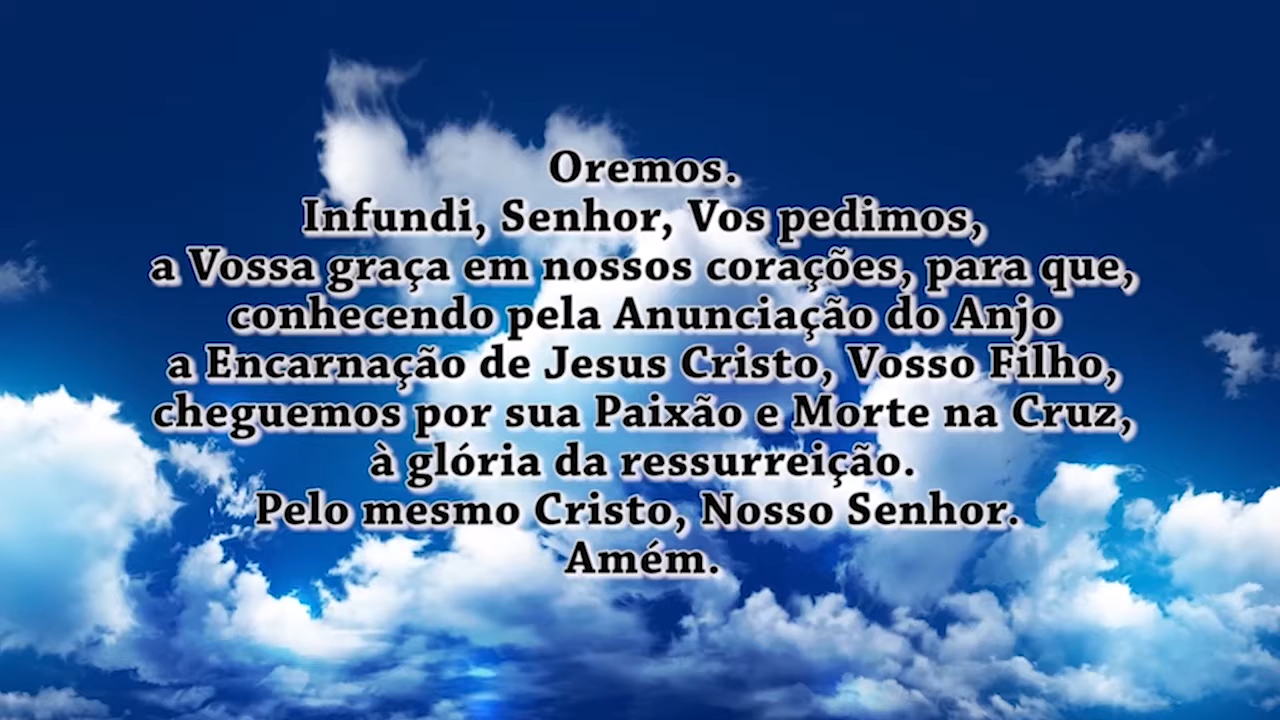 Oremos.
Infundi, Senhor, Vos pedimos,
a Vossa graça em nossos corações, para que,
conhecendo pela Anunciação do Anjo
a Encarnação de Jesus Cristo, Vosso Filho,
cheguemos por sua Paixão e Morte na Cruz,
à glória da ressurreição.
Pelo mesmo Cristo, Nosso Senhor.
Amém.